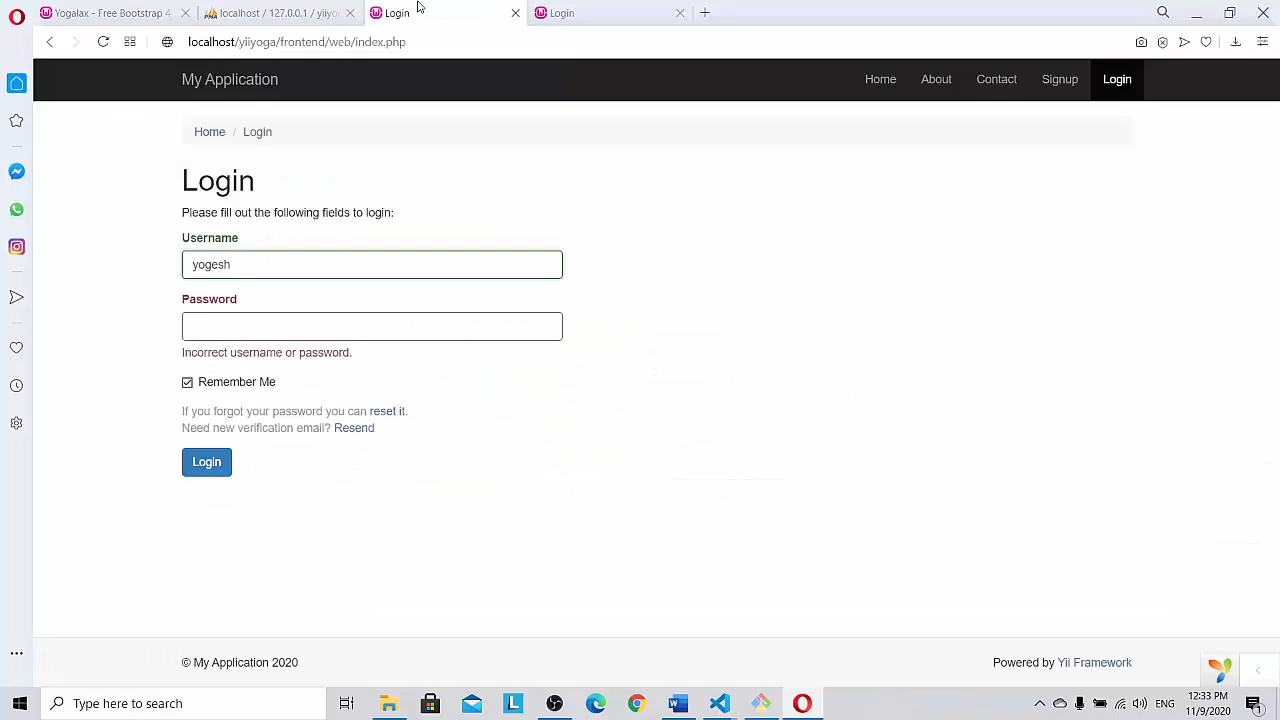 Yogalax - Free Bootstrap 4
localhost / 127.0.0.1 / yiiyo
Login
Login
localhost/yiiyoga/frontend/web/index.php
My Application
Home
About
Contact
Signup
Login
Home / Login
Login
Please fill out the following fields to login:
Username
yogesh
Password
Incorrect username or password.
Remember Me
If you forgot your password you can reset it.
Need new verification email? Resend
Login
© My Application 2020
Powered by Yii Framework
Type here to search
ENG
12:33 PM
11/9/2020